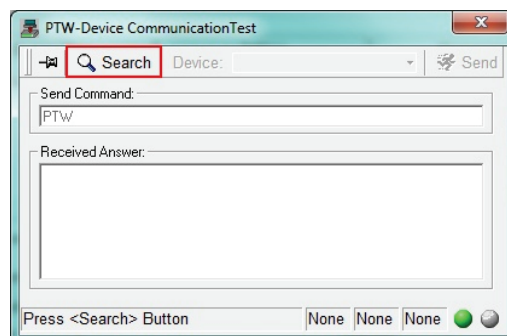 PTW-Device CommunicationTest
Search Device: Send
Send Command:
PTW
Received Answer:
Press <Search> Button None None None